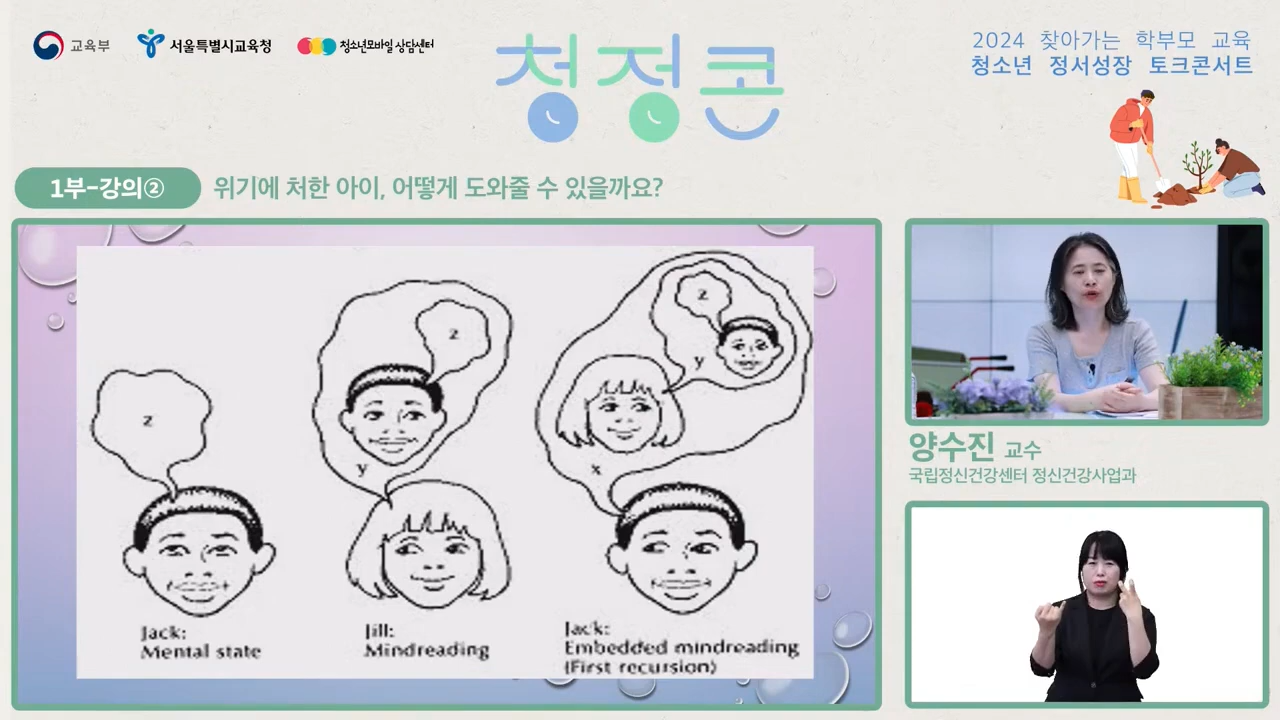 교육부
서울특별시교육청
청소년모바일 상담센터
청정콘
2024 찾아가는 학부모 교육
청소년 정서성장 토크콘서트
1부-강의②
위기에 처한 아이, 어떻게 도와줄 수 있을까요?
z
z
y
z
y
x
Jack:
Mental state
Jill:
Mindreading
Jack:
Embedded mindreading
(First recursion)
양수진 교수
국립정신건강센터 정신건강사업과